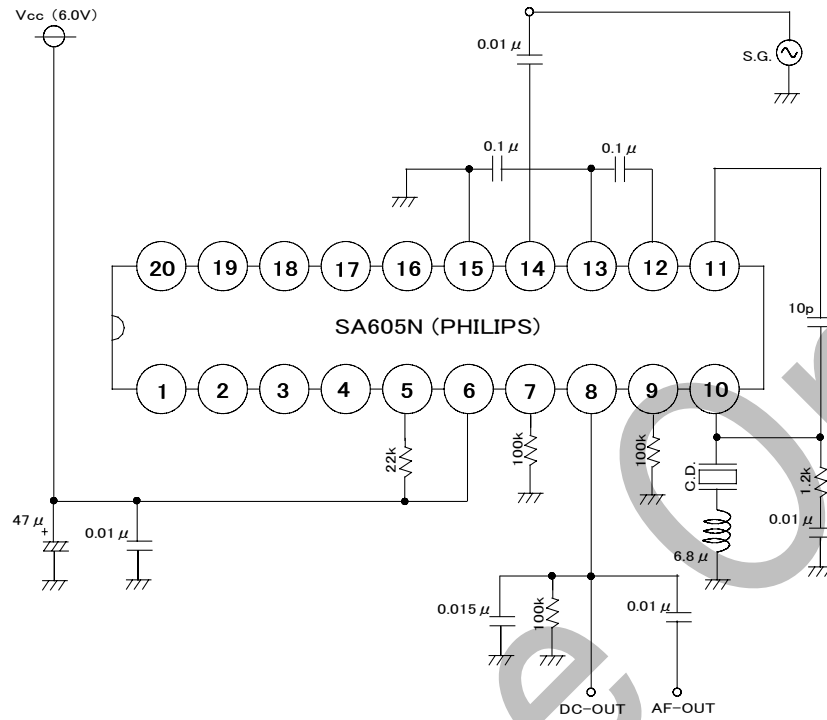 Vcc (6.0V)
0.01 μ
S.G.
0.1 μ
0.1 μ
20 19 18 17 16 15 14 13 12 11
10p
SA605N (PHILIPS)
1 2 3 4 5 6 7 8 9 10
22k
100k
100k
C.D.
1.2k
47 μ
+
0.01 μ
0.01 μ
6.8 μ
0.015 μ
100k
0.01 μ
DC-OUT
AF-OUT